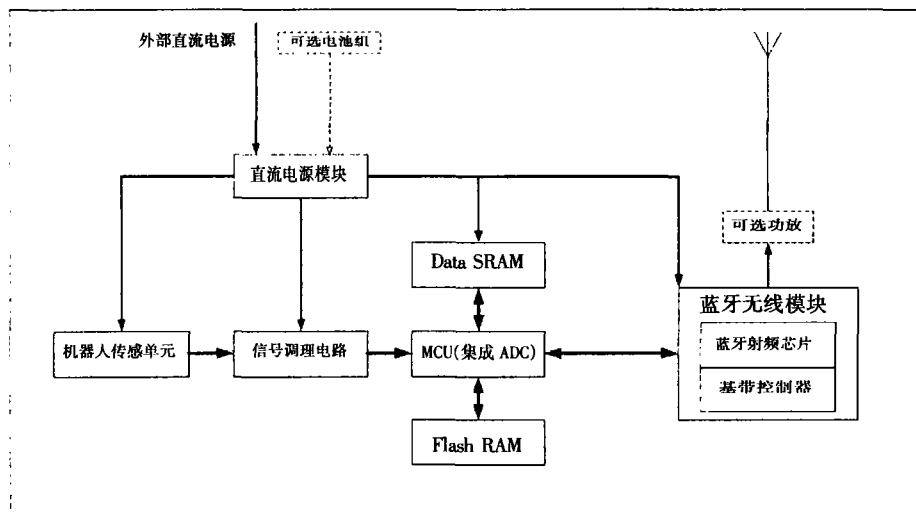 外部直流电源
可选电池组
直流电源模块
可选功放
Data SRAM
蓝牙无线模块
机器人传感单元
信号调理电路
MCU(集成 ADC)
蓝牙射频芯片
基带控制器
Flash RAM